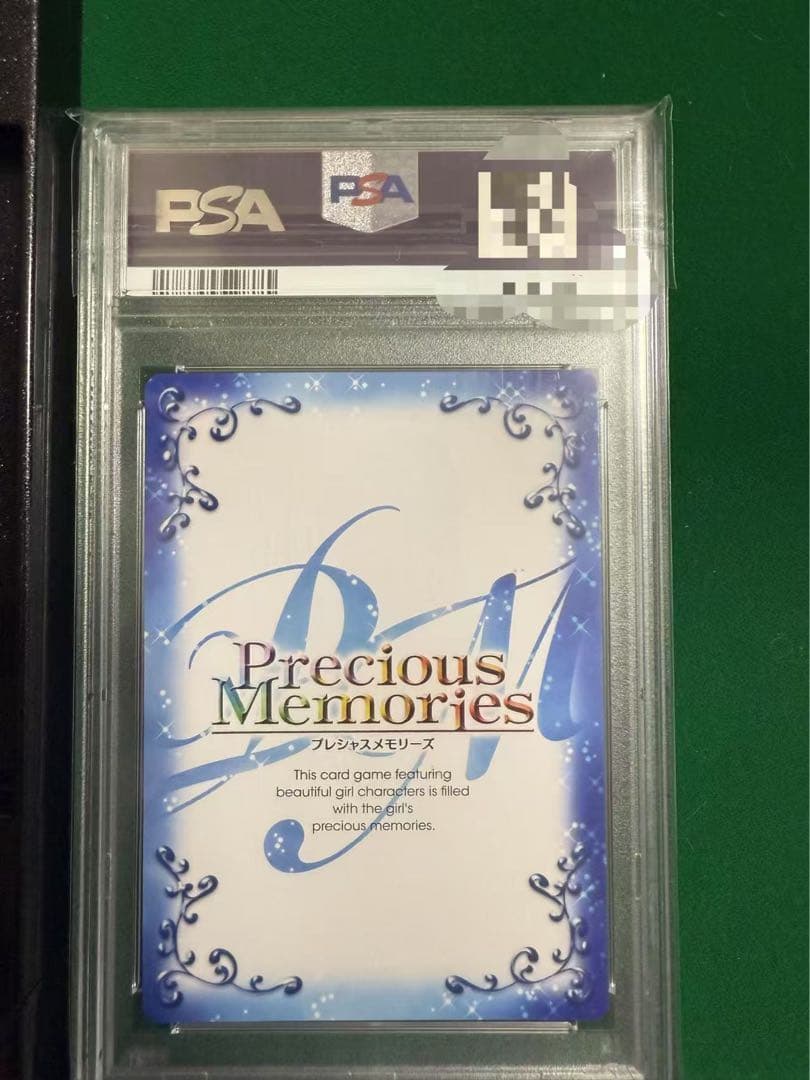 PSA
PSA
Precious
Memories
プレシャスメモリーズ
This card game featuring
beautiful girl characters is filled
with the girl's
precious memories.